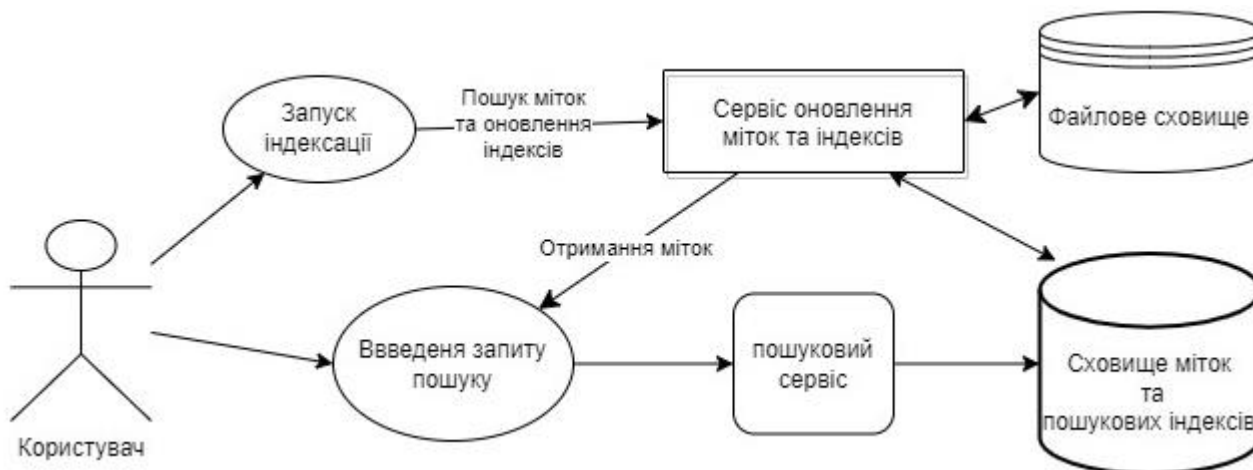 Запуск
індексації
Пошук міток
та оновлення
індексів
Сервіс оновлення
міток та індексів
Файлове сховище
Отримання міток
Користувач
Ввведеня запиту
пошуку
пошуковий
сервіс
Сховище міток
та
пошукових індексів